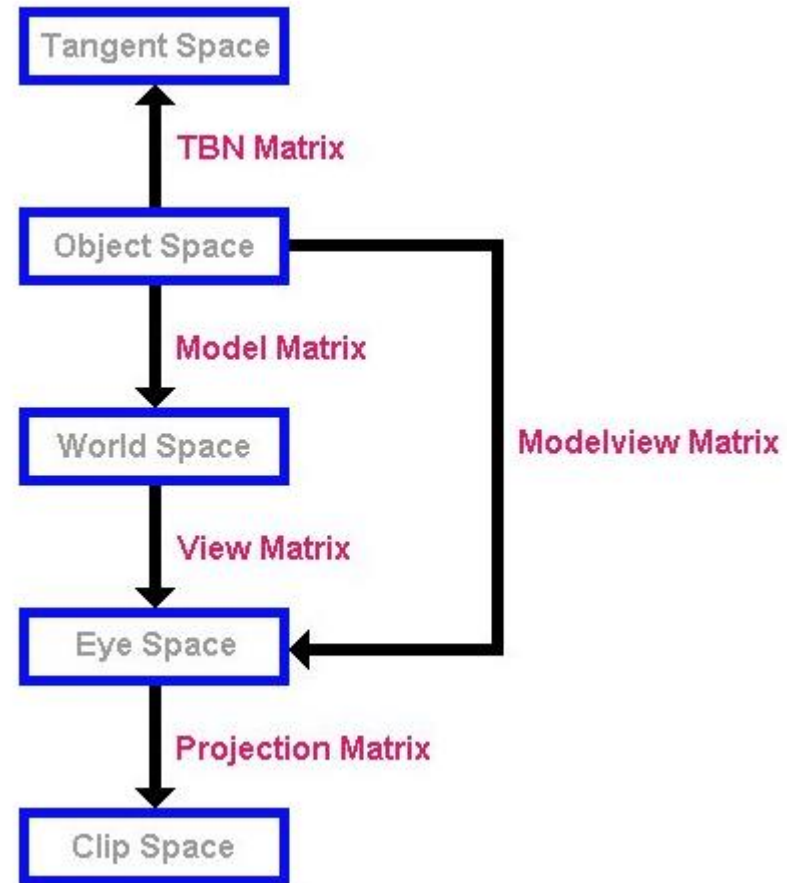 Tangent Space
TBN Matrix
Object Space
Model Matrix
World Space
Modelview Matrix
View Matrix
Eye Space
Projection Matrix
Clip Space